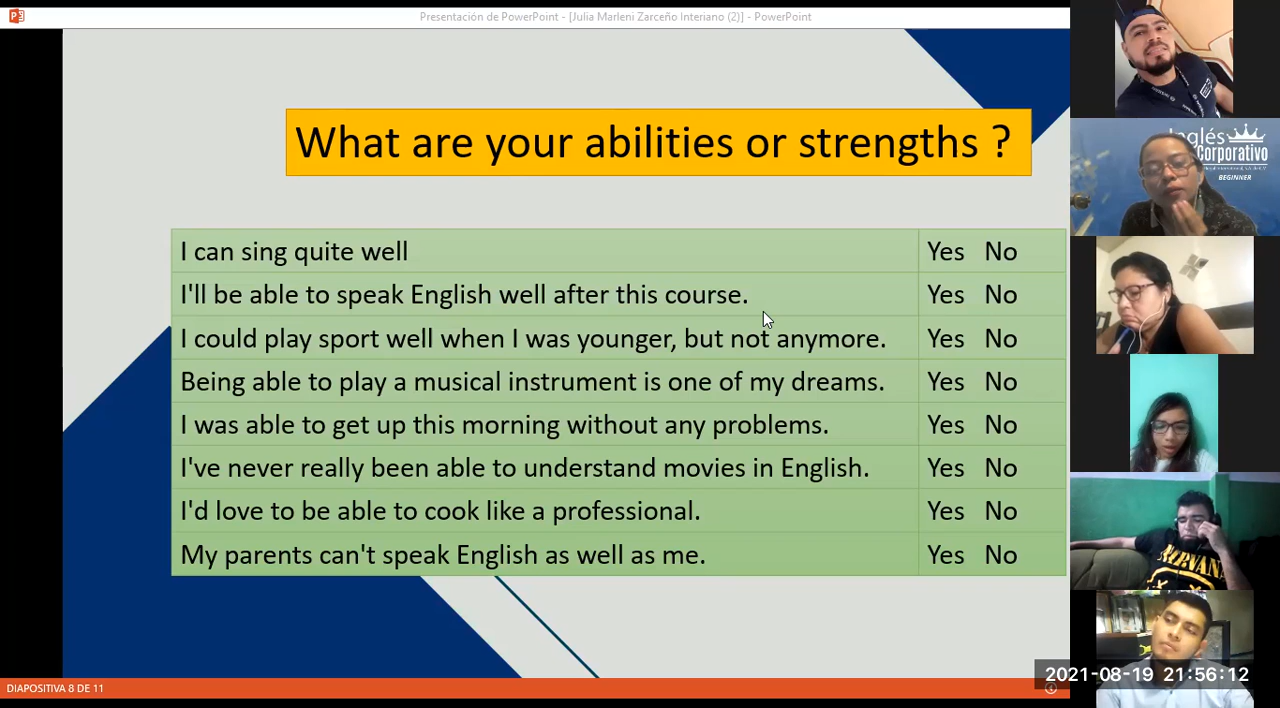 Presentación de PowerPoint - [Julia Marleni Zarceño Interiano (2)] - PowerPoint
What are your abilities or strengths ?
I can sing quite well Yes No
I'll be able to speak English well after this course. Yes No
I could play sport well when I was younger, but not anymore. Yes No
Being able to play a musical instrument is one of my dreams. Yes No
I was able to get up this morning without any problems. Yes No
I've never really been able to understand movies in English. Yes No
I'd love to be able to cook like a professional. Yes No
My parents can't speak English as well as me. Yes No
DIAPOSITIVA 8 DE 11
Inglés
Corporativo
BEGINNER
NIRVANA
2021-08-19 21:56:12